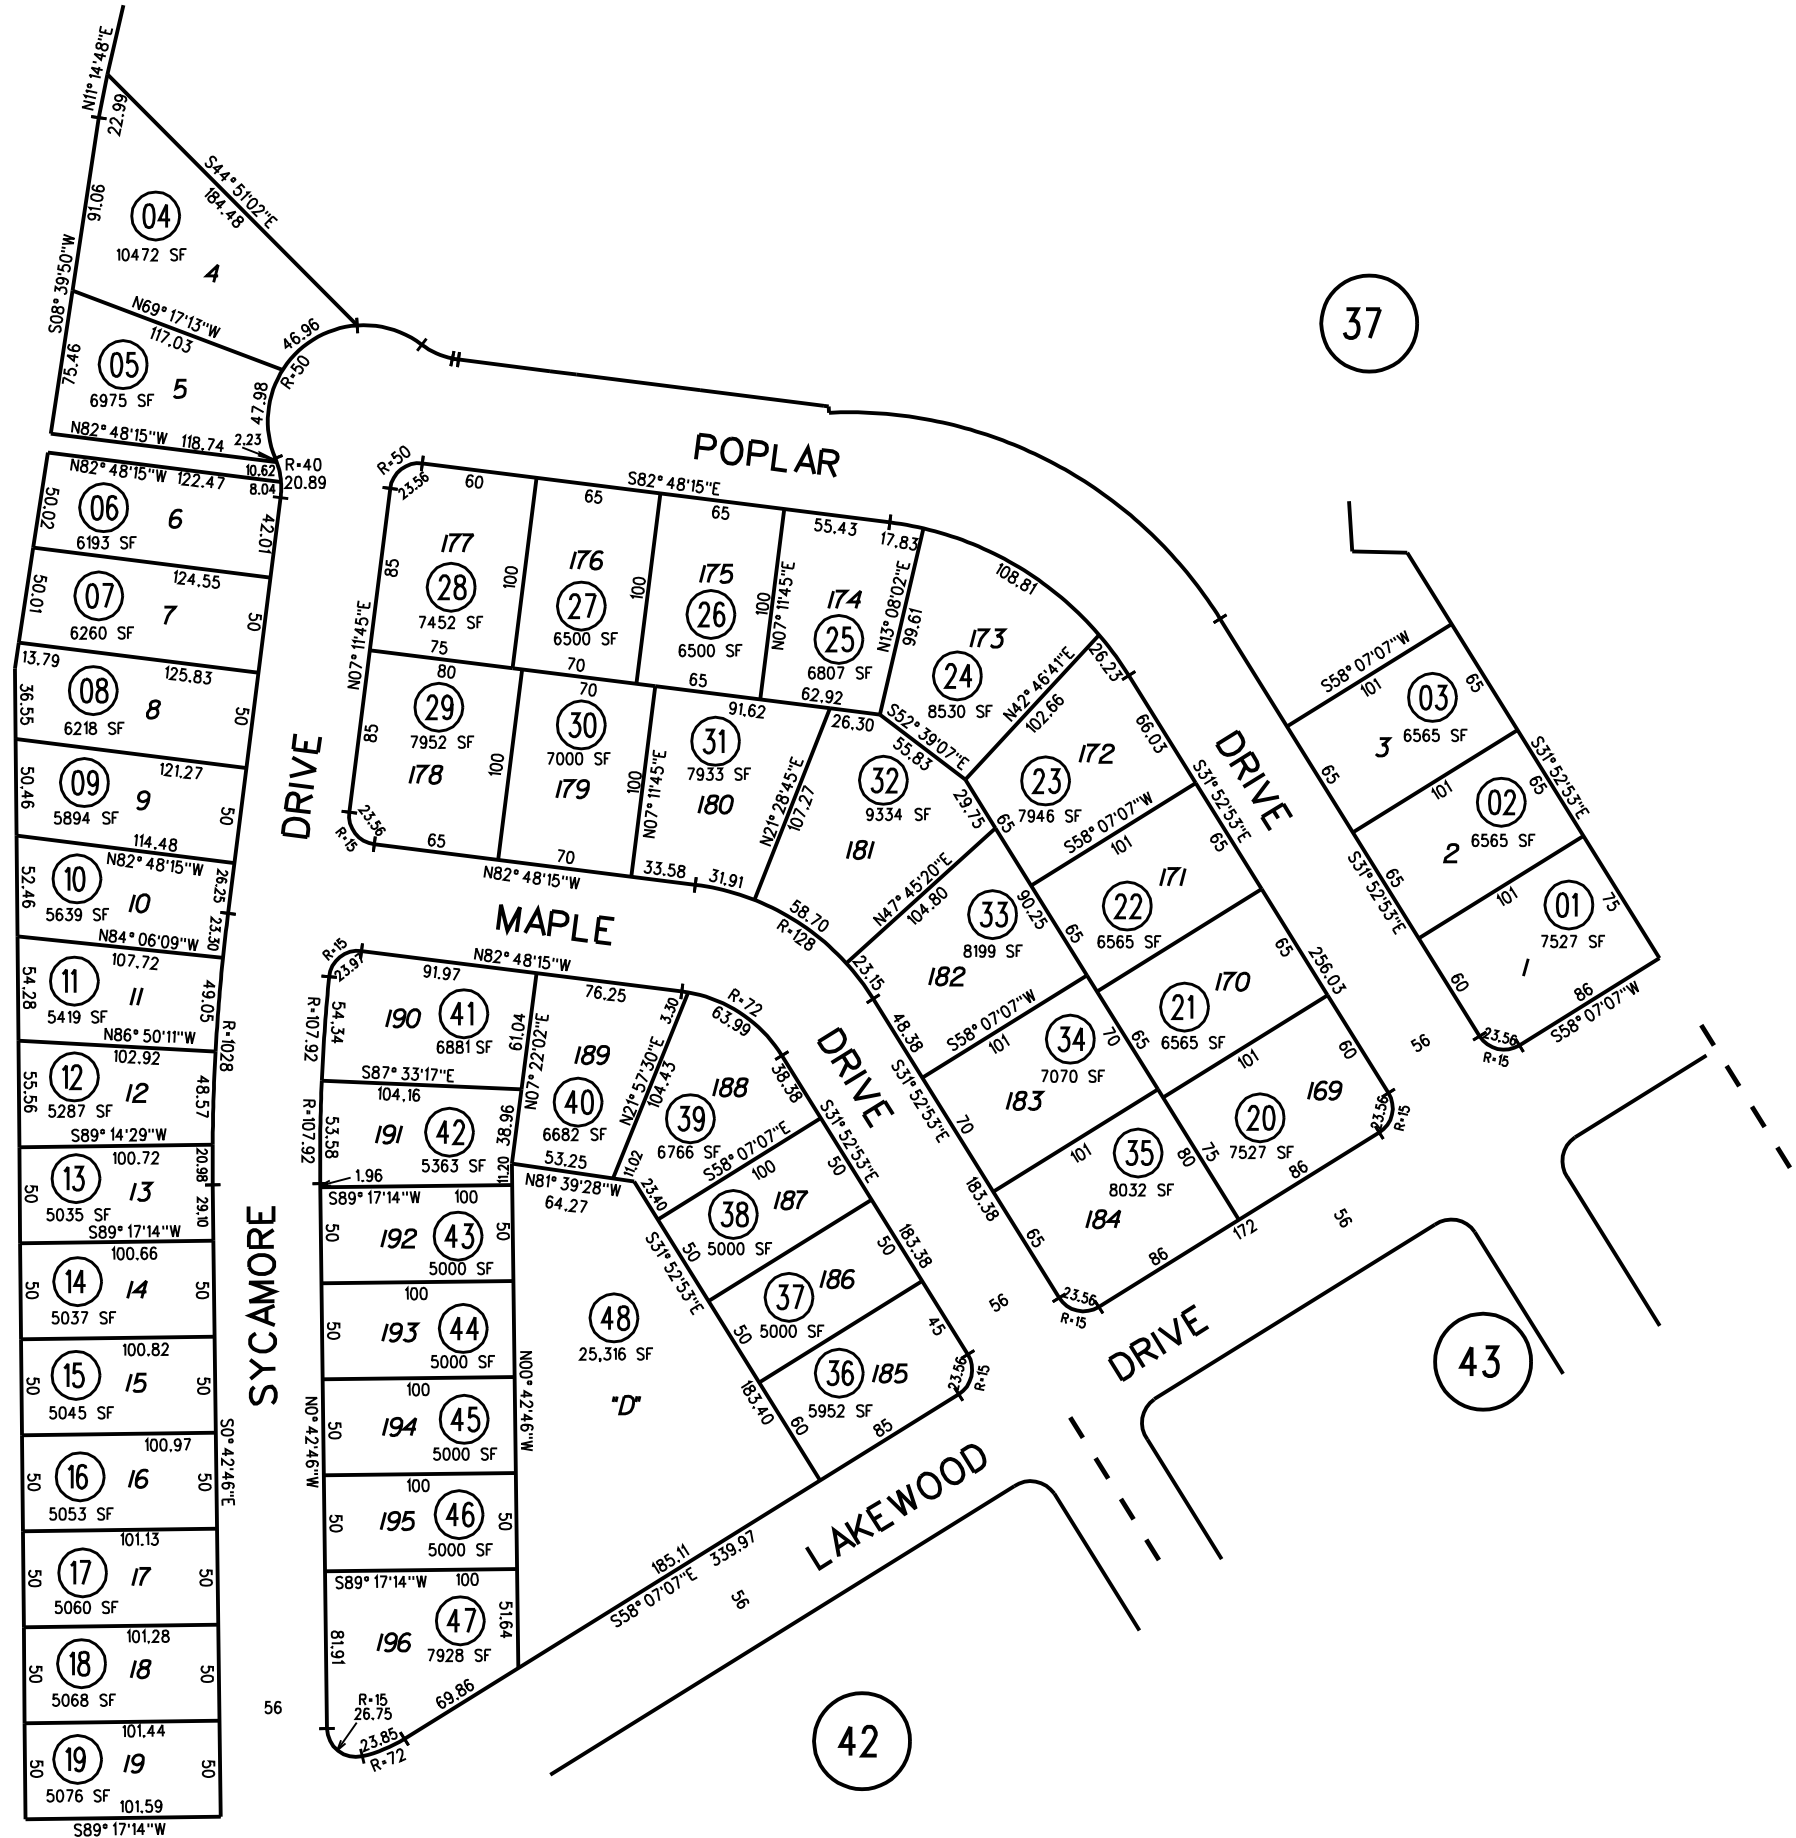 N11°14'48"E
22.99
S44°51'02"E
184.48
91.06
04
10472 SF
4
S08°39'50"W
N69°17'13"W
117.03
46.96
R=50
75.46
05
5
6975 SF
47.98
N82°48'15"W 118.74
2.23
R=40
20.89
N82°48'15"W 122.47
10.62
8.04
50.02
06
6
6193 SF
42.01
124.55
50.01
07
7
6260 SF
50
13.79
125.83
36.55
08
8
6218 SF
50
121.27
50.46
09
9
5894 SF
50
114.48
N82°48'15"W
52.46
10
10
5639 SF
26.25
23.30
N84°06'09"W
107.72
54.28
11
11
5419 SF
49.05
R=1028
N86°50'11"W
102.92
55.56
12
12
5287 SF
48.57
S89°14'29"W
100.72
20.98
50
13
13
5035 SF
29.10
S89°17'14"W
100.66
50
14
14
5037 SF
50
100.82
50
15
15
5045 SF
50
S0°42'46"E
100.97
50
16
16
5053 SF
50
101.13
50
17
17
5060 SF
50
101.28
50
18
18
5068 SF
50
101.44
50
19
19
5076 SF
50
101.59
S89°17'14"W
56
SYCAMORE
DRIVE
POPLAR
DRIVE
37
R=50
23.56
60
65
S82°48'15"E
65
55.43
17.83
108.81
85
177
28
7452 SF
75
100
176
27
6500 SF
70
100
175
26
6500 SF
65
100
N07°11'45"E
174
25
6807 SF
62.92
N13°08'02"E
99.61
173
24
8530 SF
N42°46'41"E
102.66
26.23
66.03
S52°39'07"E
55.83
172
23
7946 SF
65
S58°07'07"W
101
S31°52'53"E
65
171
22
6565 SF
65
65
256.03
170
21
6565 SF
65
101
60
169
20
7527 SF
75
86
23.56
R=15
N07°11'45"E
80
85
29
7952 SF
178
100
23.56
R=15
65
70
30
7000 SF
179
70
N82°48'15"W
100
N07°11'45"E
91.62
31
7933 SF
180
33.58
31.91
N21°28'45"E
107.27
26.30
32
9334 SF
181
29.75
58.70
R=128
N47°45'20"E
104.80
90.25
33
8199 SF
182
23.15
48.38
S58°07'07"W
101
34
7070 SF
183
70
S31°52'53"E
70
101
35
8032 SF
184
80
183.38
65
86
172
23.56
R=15
56
56
56
MAPLE
DRIVE
R=15
23.97
91.97
N82°48'15"W
76.25
R=107.92
54.34
190
41
6881 SF
61.04
N07°22'02"E
S87°33'17"E
104.16
R=107.92
53.58
191
42
5363 SF
38.96
11.20
1.96
S89°17'14"W
100
189
40
6682 SF
53.25
11.02
N81°39'28"W
64.27
3.30
N21°57'30"E
104.43
R=72
63.99
38.38
188
39
6766 SF
23.40
S58°07'07"E
100
S31°52'53"E
50
187
38
5000 SF
50
S31°52'53"E
50
183.38
186
37
5000 SF
50
45
185
36
5952 SF
60
183.40
85
23.56
R=15
50
192
43
5000 SF
50
100
50
193
44
5000 SF
100
50
194
45
5000 SF
N0°42'46"W
N0°42'46"W
100
50
195
46
5000 SF
50
S89°17'14"W
100
81.91
196
47
7928 SF
51.64
R=15
26.75
69.86
23.85
R=72
48
25,316 SF
"D"
185.11
339.97
S58°07'07"E
56
LAKEWOOD
DRIVE
S58°07'07"W
101
65
03
6565 SF
3
65
101
S31°52'53"E
65
02
6565 SF
2
65
S31°52'53"E
101
75
01
7527 SF
1
60
86
S58°07'07"W
23.56
R=15
43
42